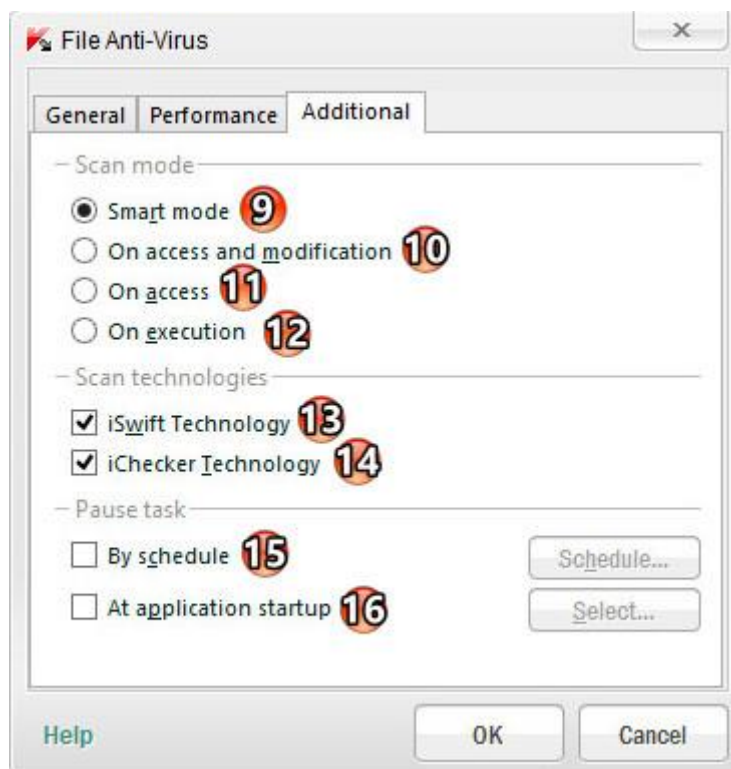 File Anti-Virus
General Performance Additional
Scan mode
Smart mode 9
On access and modification 10
On access 11
On execution 12
Scan technologies
iSwift Technology 13
iChecker Technology 14
Pause task
By schedule 15 Schedule...
At application startup 16 Select...
Help OK Cancel